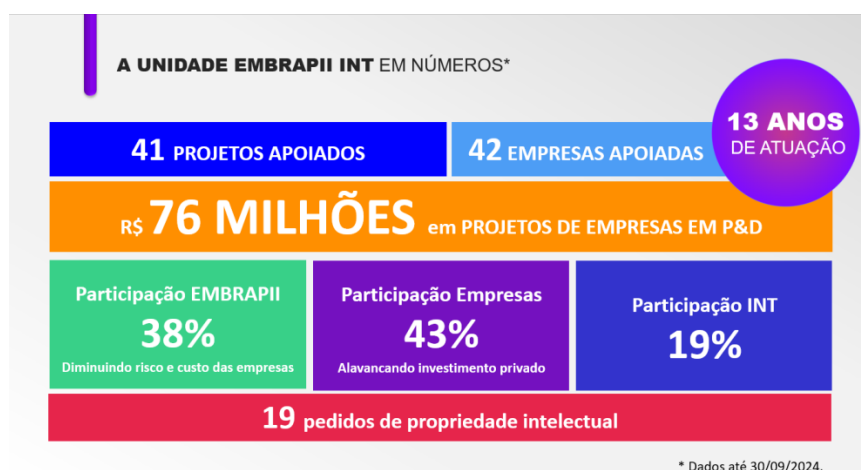 A UNIDADE EMBRAPII INT EM NÚMEROS*
13 ANOS
DE ATUAÇÃO
41 PROJETOS APOIADOS
42 EMPRESAS APOIADAS
R$ 76 MILHÕES em PROJETOS DE EMPRESAS EM P&D
Participação EMBRAPII
38%
Diminuindo risco e custo das empresas
Participação Empresas
43%
Alavancando investimento privado
Participação INT
19%
19 pedidos de propriedade intelectual
* Dados até 30/09/2024.